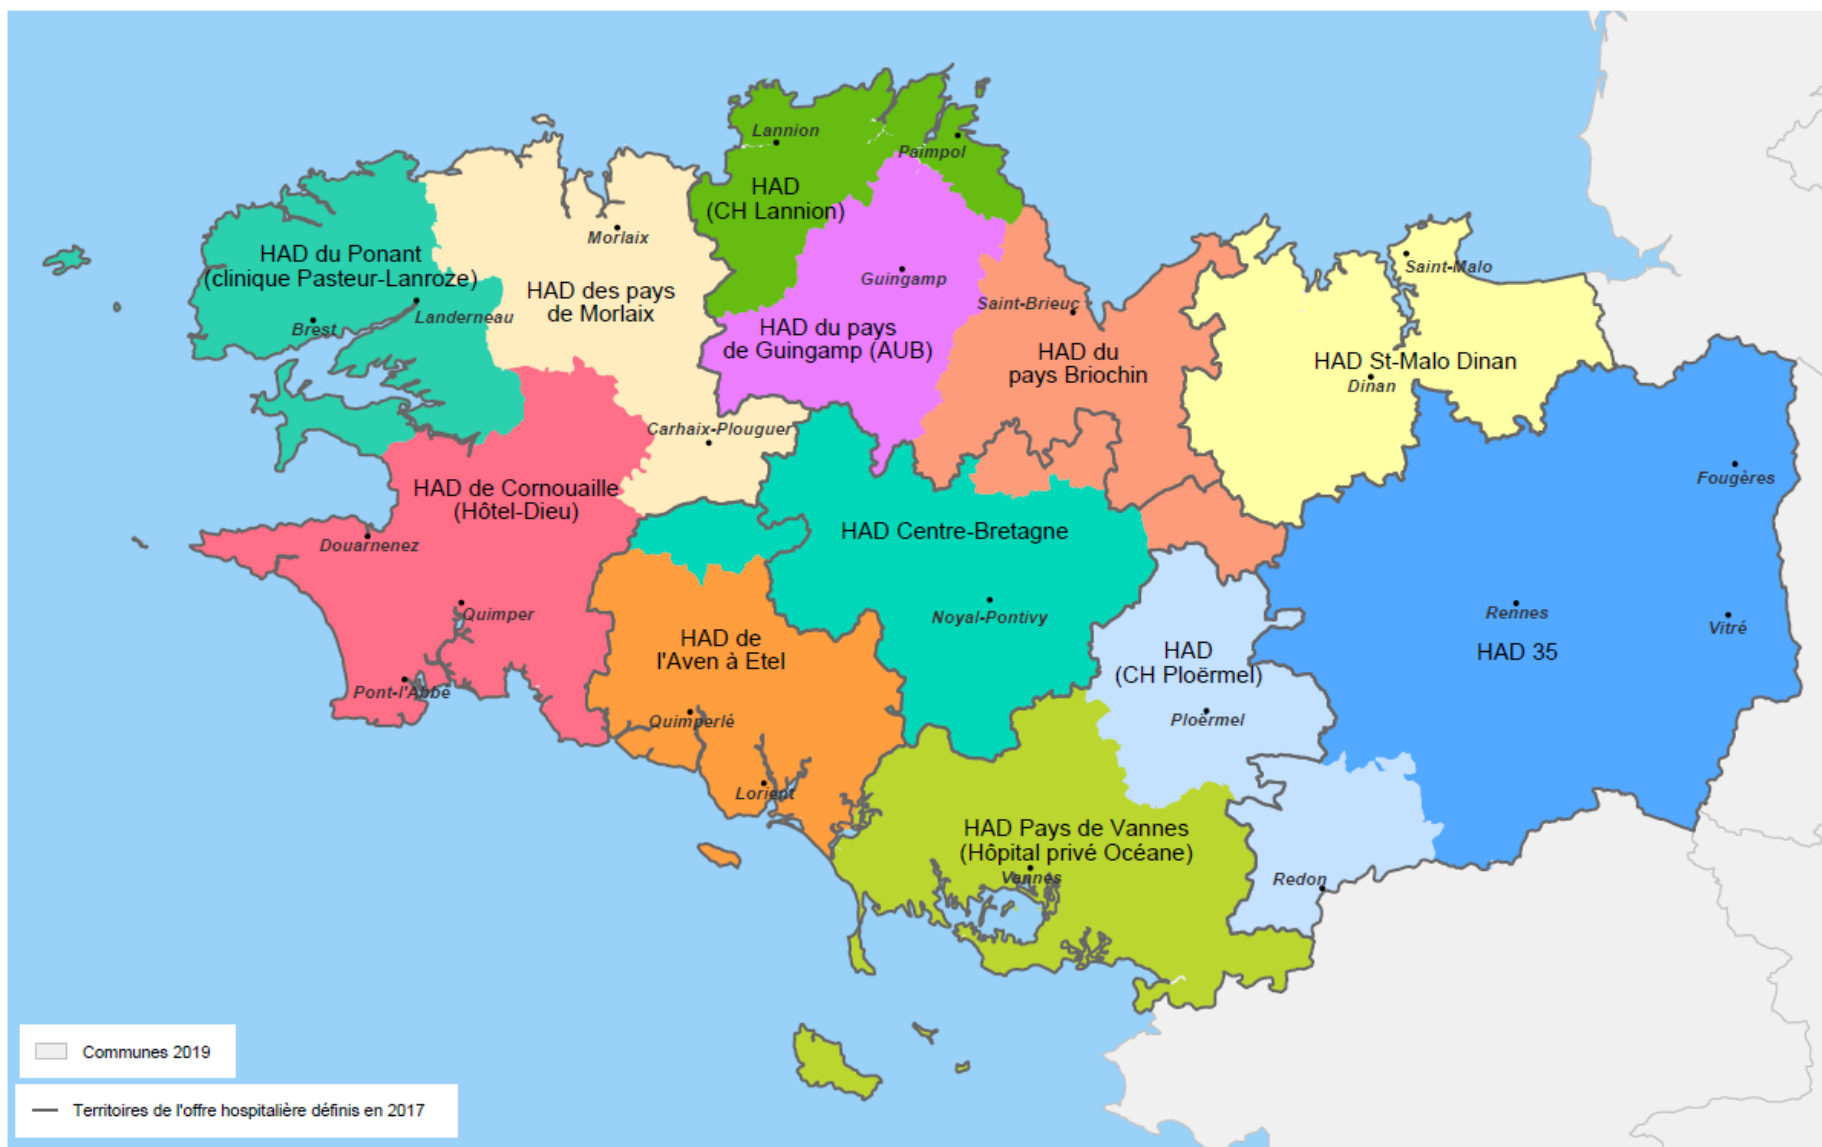 Lannion
Paimpol
HAD
(CH Lannion)
Morlaix
HAD du Ponant
(clinique Pasteur-Lanroze)
Saint-Malo
Guingamp
HAD des pays
de Morlaix
Saint-Brieuc
Landerneau
Brest
HAD du pays
de Guingamp (AUB)
HAD du
pays Briochin
HAD St-Malo Dinan
Dinan
Carhaix-Plouguer
Fougères
HAD de Cornouaille
(Hôtel-Dieu)
HAD Centre-Bretagne
Douarnenez
Quimper
Noyal-Pontivy
Rennes
Vitré
HAD de
l'Aven à Etel
HAD
(CH Ploërmel)
HAD 35
Pont-l'Abbé
Quimperlé
Ploërmel
Lorient
HAD Pays de Vannes
(Hôpital privé Océane)
Vannes
Redon
Communes 2019
Territoires de l'offre hospitalière définis en 2017